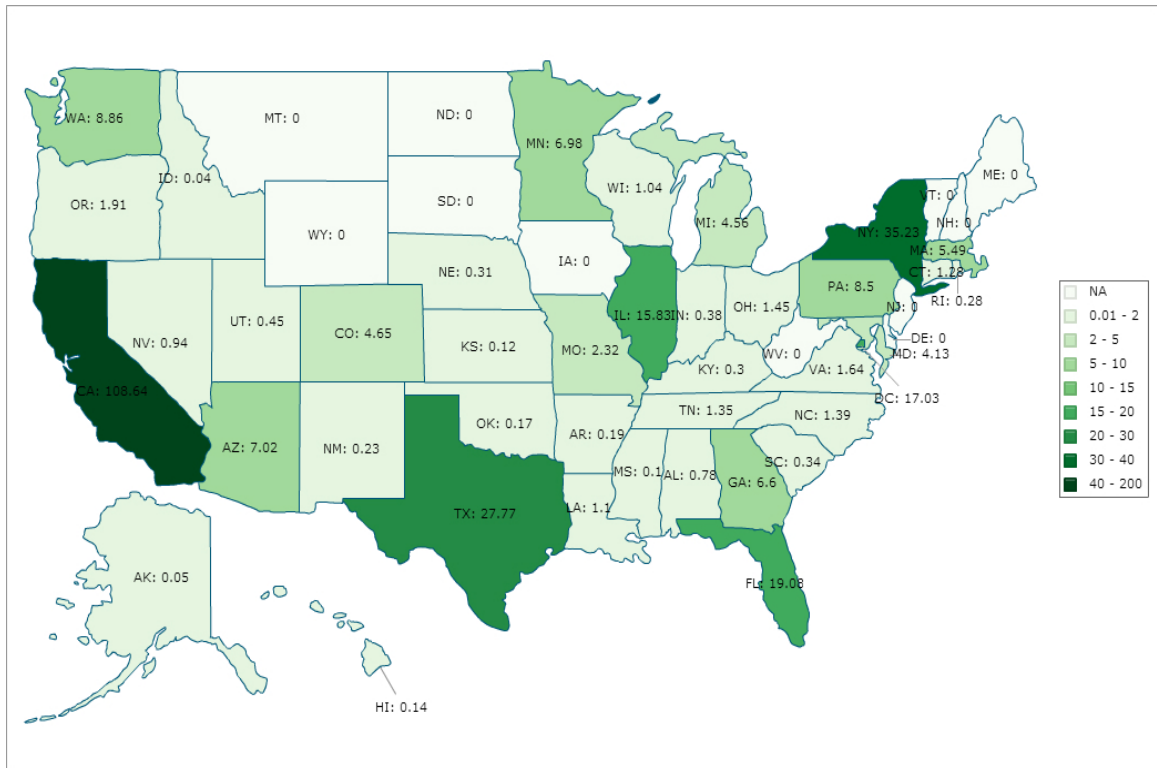 WA: 8.86
MT: 0
ND: 0
MN: 6.98
ID: 0.04
OR: 1.91
SD: 0
WI: 1.04
MI: 4.56
ME: 0
VT: 0
NH: 0
NY: 35.23
MA: 5.49
WY: 0
IA: 0
NE: 0.31
CT: 1.28
RI: 0.28
PA: 8.5
NJ: 0
IL: 15.83
IN: 0.38
OH: 1.45
UT: 0.45
CO: 4.65
NV: 0.94
KS: 0.12
MO: 2.32
WV: 0
DE: 0
MD: 4.13
KY: 0.3
VA: 1.64
CA: 108.64
DC: 17.03
TN: 1.35
NC: 1.39
OK: 0.17
AR: 0.19
AZ: 7.02
NM: 0.23
SC: 0.34
MS: 0.1
AL: 0.78
GA: 6.6
TX: 27.77
LA: 1.1
AK: 0.05
FL: 19.08
HI: 0.14
NA
0.01 - 2
2 - 5
5 - 10
10 - 15
15 - 20
20 - 30
30 - 40
40 - 200